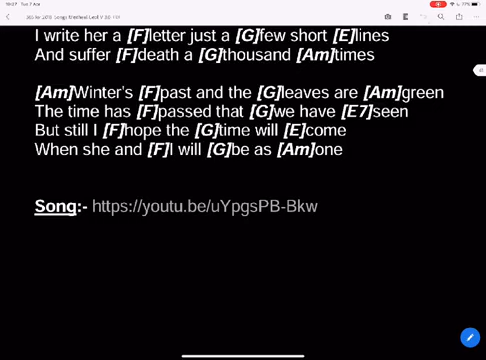 I write her a [F]letter just a [G]few short [E]lines
And suffer [F]death a [G]thousand [Am]times
[Am]Winter's [F]past and the [G]leaves are [Am]green
The time has [F]passed that [G]we have [E7]seen
But still I [F]hope the [G]time will [E]come
When she and [F]I will [G]be as [Am]one
Song:- https://youtu.be/uYpgsPB-Bkw